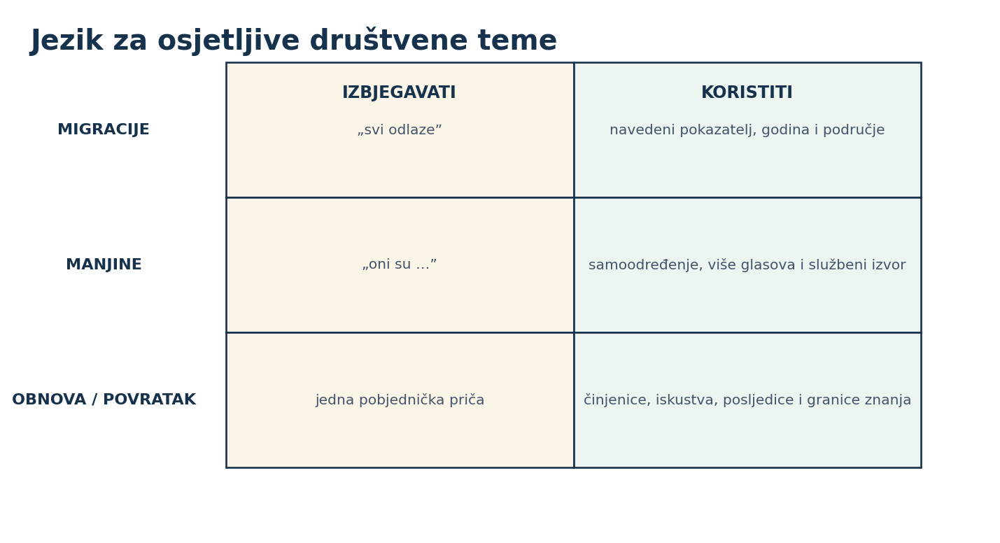 Jezik za osjetljive društvene teme
IZBJEGAVATI
KORISTITI
MIGRACIJE
„svi odlaze”
navedeni pokazatelj, godina i područje
MANJINE
„oni su …”
samoodređenje, više glasova i službeni izvor
OBNOVA / POVRATAK
jedna pobjednička priča
činjenice, iskustva, posljedice i granice znanja